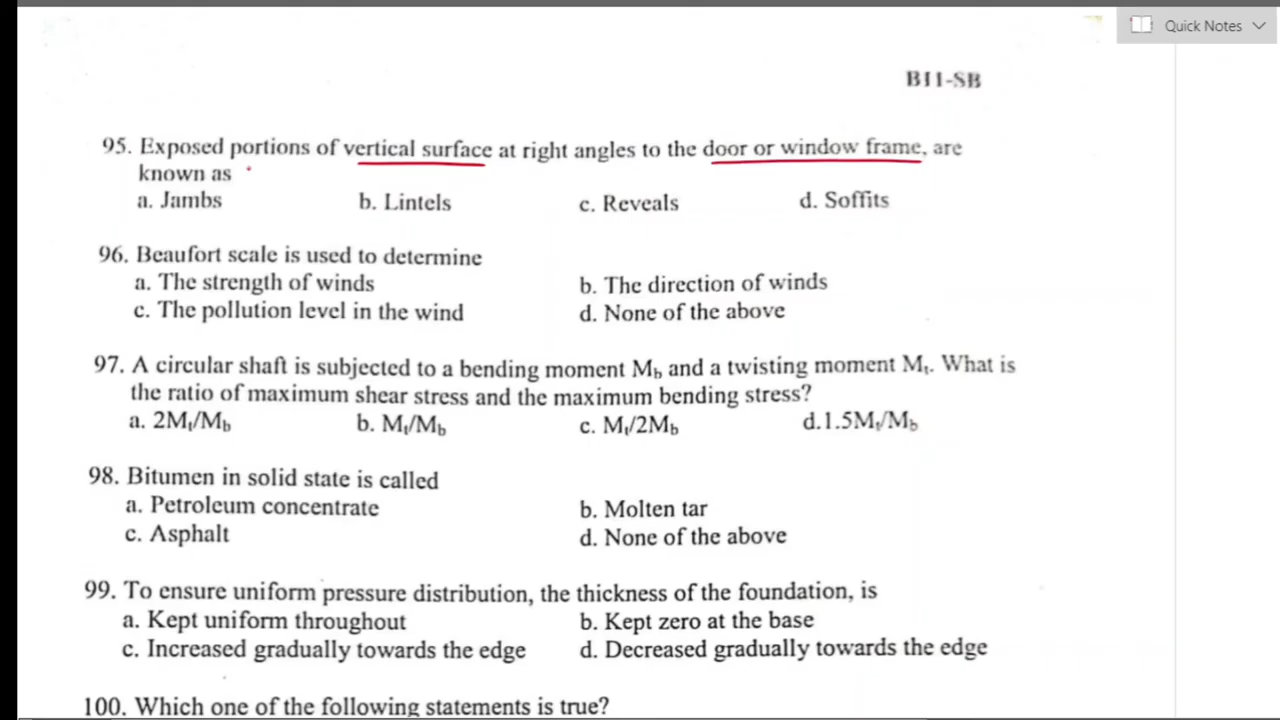 Quick Notes
B11-SB
95. Exposed portions of vertical surface at right angles to the door or window frame, are
known as
a. Jambs b. Lintels c. Reveals d. Soffits
96. Beaufort scale is used to determine
a. The strength of winds b. The direction of winds
c. The pollution level in the wind d. None of the above
97. A circular shaft is subjected to a bending moment Mb and a twisting moment Mt. What is
the ratio of maximum shear stress and the maximum bending stress?
a. 2Mt/Mb b. Mt/Mb c. Mt/2Mb d.1.5Mt/Mb
98. Bitumen in solid state is called
a. Petroleum concentrate b. Molten tar
c. Asphalt d. None of the above
99. To ensure uniform pressure distribution, the thickness of the foundation, is
a. Kept uniform throughout b. Kept zero at the base
c. Increased gradually towards the edge d. Decreased gradually towards the edge
100. Which one of the following statements is true?